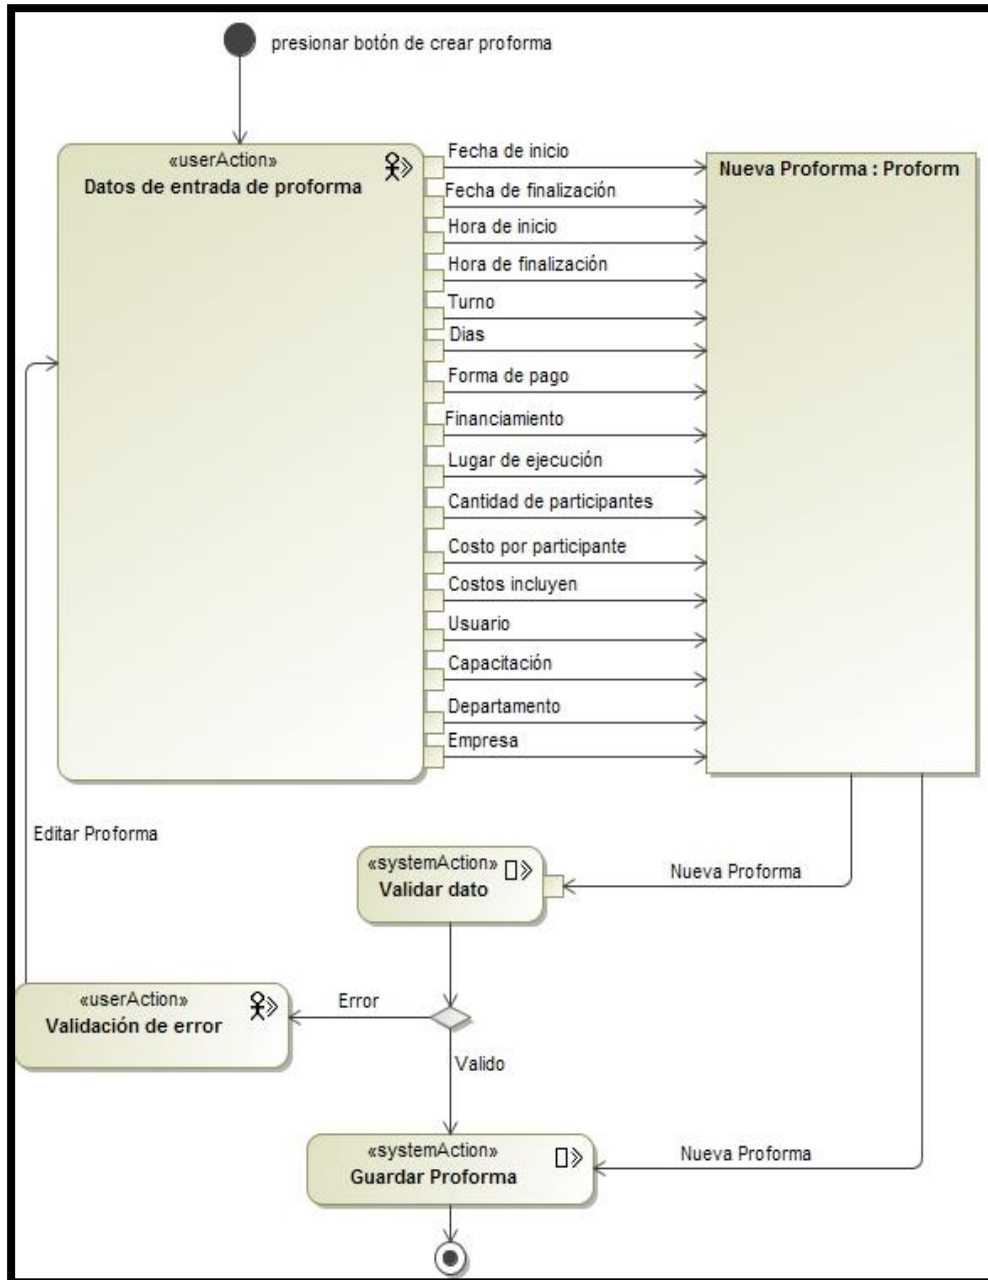 presionar botón de crear proforma
«userAction»
Datos de entrada de proforma
Fecha de inicio
Fecha de finalización
Hora de inicio
Hora de finalización
Turno
Dias
Forma de pago
Financiamiento
Lugar de ejecución
Cantidad de participantes
Costo por participante
Costos incluyen
Usuario
Capacitación
Departamento
Empresa
Nueva Proforma : Proform
Editar Proforma
«systemAction»
Validar dato
Nueva Proforma
«userAction»
Validación de error
Error
Valido
«systemAction»
Guardar Proforma
Nueva Proforma